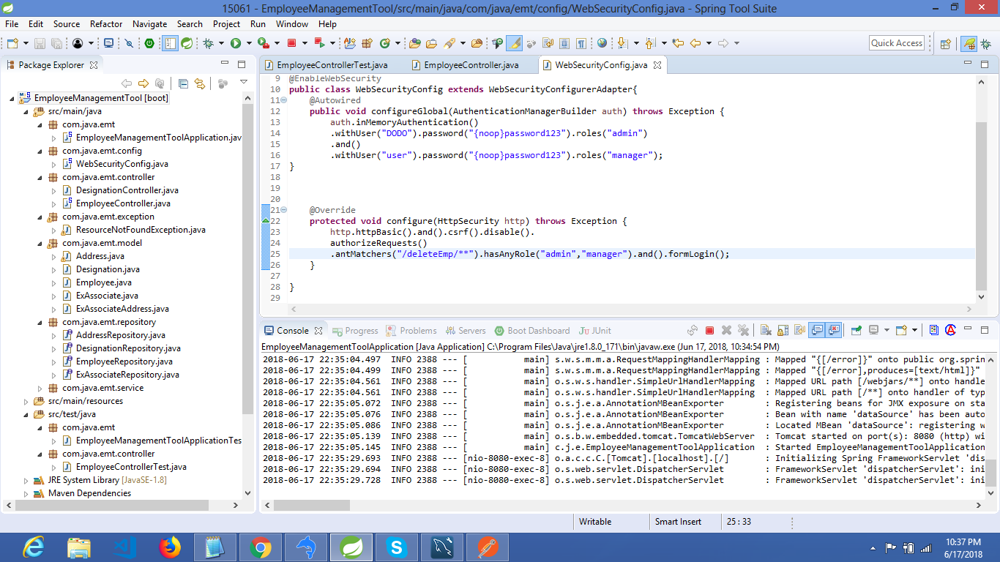 15061 - EmployeeManagementTool/src/main/java/com/java/emt/config/WebSecurityConfig.java - Spring Tool Suite
File Edit Source Refactor Navigate Search Project Run Window Help
Quick Access
Package Explorer
EmployeeManagementTool [boot]
src/main/java
com.java.emt
EmployeeManagementToolApplication.jav
com.java.emt.config
WebSecurityConfig.java
com.java.emt.controller
DesignationController.java
EmployeeController.java
com.java.emt.exception
ResourceNotFoundException.java
com.java.emt.model
Address.java
Designation.java
Employee.java
ExAssociate.java
ExAssociateAddress.java
com.java.emt.repository
AddressRepository.java
DesignationRepository.java
EmployeeRepository.java
ExAssociateRepository.java
com.java.emt.service
src/main/resources
src/test/java
com.java.emt
EmployeeManagementToolApplicationTes
com.java.emt.controller
EmployeeControllerTest.java
JRE System Library [JavaSE-1.8]
Maven Dependencies
EmployeeControllerTest.java EmployeeController.java WebSecurityConfig.java
9 @EnableWebSecurity
10 public class WebSecurityConfig extends WebSecurityConfigurerAdapter{
11 @Autowired
12 public void configureGlobal(AuthenticationManagerBuilder auth) throws Exception {
13 auth.inMemoryAuthentication()
14 .withUser("DODO").password("{noop}password123").roles("admin")
15 .and()
16 .withUser("user").password("{noop}password123").roles("manager");
17 }
18
19
20
21 @Override
22 protected void configure(HttpSecurity http) throws Exception {
23 http.httpBasic().and().csrf().disable().
24 authorizeRequests()
25 .antMatchers("/deleteEmp/**").hasAnyRole("admin","manager").and().formLogin();
26 }
27
28 }
29
Console Progress Problems Servers Boot Dashboard JUnit
EmployeeManagementToolApplication [Java Application] C:\Program Files\Java\jre1.8.0_171\bin\javaw.exe (Jun 17, 2018, 10:34:54 PM)
2018-06-17 22:35:04.497 INFO 2388 --- [ main] s.w.s.m.m.a.RequestMappingHandlerMapping : Mapped "{[/error]}" onto public org.sprin
2018-06-17 22:35:04.499 INFO 2388 --- [ main] s.w.s.m.m.a.RequestMappingHandlerMapping : Mapped "{[/error],produces=[text/html]}"
2018-06-17 22:35:04.561 INFO 2388 --- [ main] o.s.w.s.handler.SimpleUrlHandlerMapping : Mapped URL path [/webjars/**] onto handle
2018-06-17 22:35:04.561 INFO 2388 --- [ main] o.s.w.s.handler.SimpleUrlHandlerMapping : Mapped URL path [/**] onto handler of typ
2018-06-17 22:35:05.072 INFO 2388 --- [ main] o.s.j.e.a.AnnotationMBeanExporter : Registering beans for JMX exposure on sta
2018-06-17 22:35:05.076 INFO 2388 --- [ main] o.s.j.e.a.AnnotationMBeanExporter : Bean with name 'dataSource' has been auto
2018-06-17 22:35:05.086 INFO 2388 --- [ main] o.s.j.e.a.AnnotationMBeanExporter : Located MBean 'dataSource': registering w
2018-06-17 22:35:05.139 INFO 2388 --- [ main] o.s.b.w.embedded.tomcat.TomcatWebServer : Tomcat started on port(s): 8080 (http) wi
2018-06-17 22:35:05.145 INFO 2388 --- [ main] c.j.e.EmployeeManagementToolApplication : Started EmployeeManagementToolApplication
2018-06-17 22:35:29.693 INFO 2388 --- [nio-8080-exec-8] o.a.c.c.C.[Tomcat].[localhost].[/] : Initializing Spring FrameworkServlet 'dis
2018-06-17 22:35:29.694 INFO 2388 --- [nio-8080-exec-8] o.s.web.servlet.DispatcherServlet : FrameworkServlet 'dispatcherServlet': ini
2018-06-17 22:35:29.728 INFO 2388 --- [nio-8080-exec-8] o.s.web.servlet.DispatcherServlet : FrameworkServlet 'dispatcherServlet': ini
Writable Smart Insert 25 : 33
10:37 PM
6/17/2018